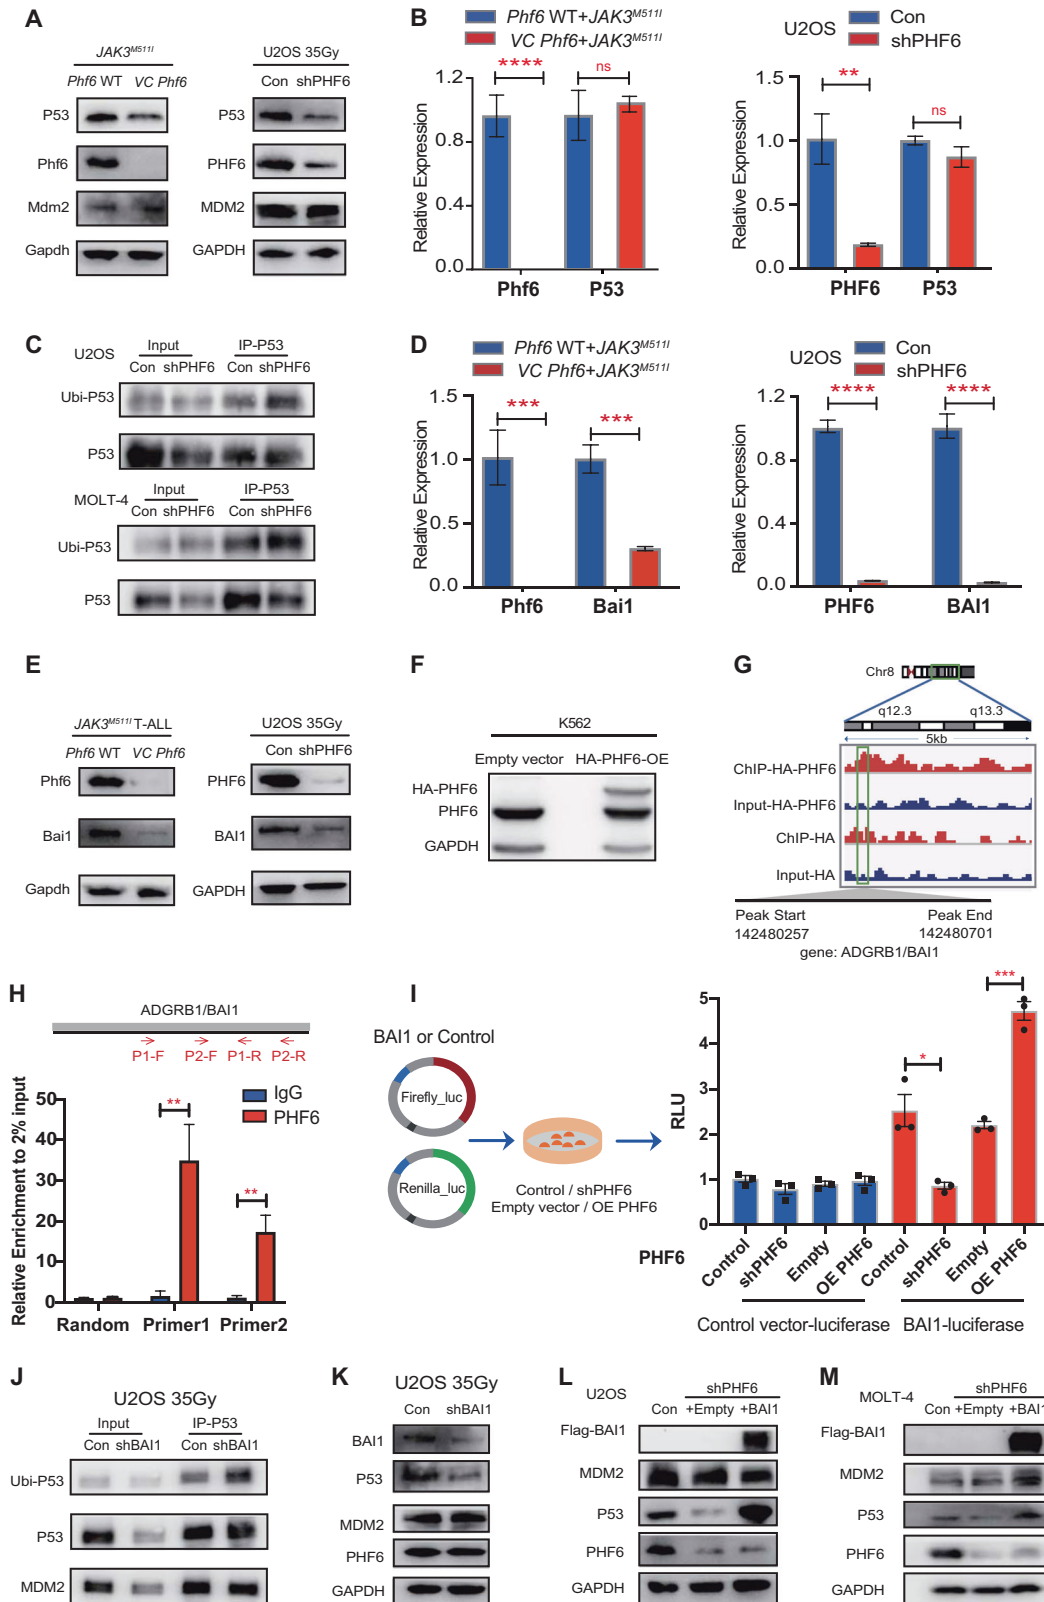 A
JAK3M511I
Phf6 WT VC Phf6
P53
Phf6
Mdm2
Gapdh
U2OS 35Gy
Con shPHF6
P53
PHF6
MDM2
GAPDH
B
Phf6 WT+JAK3M511I
VC Phf6+JAK3M511I
Relative Expression
1.2
0.8
0.4
0.0
****
ns
Phf6 P53
U2OS
Con
shPHF6
Relative Expression
1.5
1.0
0.5
0.0
**
ns
PHF6 P53
C
U2OS
Input IP-P53
Con shPHF6 Con shPHF6
Ubi-P53
P53
MOLT-4
Input IP-P53
Con shPHF6 Con shPHF6
Ubi-P53
P53
D
Phf6 WT+JAK3M511I
VC Phf6+JAK3M511I
Relative Expression
1.5
1.0
0.5
0.0
***
***
Phf6 Bai1
U2OS
Con
shPHF6
Relative Expression
1.2
0.8
0.4
0.0
****
****
PHF6 BAI1
E
JAK3M511I T-ALL
Phf6 WT VC Phf6
Phf6
Bai1
Gapdh
U2OS 35Gy
Con shPHF6
PHF6
BAI1
GAPDH
F
K562
Empty vector HA-PHF6-OE
HA-PHF6
PHF6
GAPDH
G
Chr8
q12.3 q13.3
5kb
ChIP-HA-PHF6
Input-HA-PHF6
ChIP-HA
Input-HA
Peak Start Peak End
142480257 142480701
gene: ADGRB1/BAI1
H
ADGRB1/BAI1
P1-F P2-F P1-R P2-R
Relative Enrichment to 2% input
50
40
30
20
10
0
IgG
PHF6
**
**
Random Primer1 Primer2
I
BAI1 or Control
Firefly_luc
Renilla_luc
Control / shPHF6
Empty vector / OE PHF6
RLU
5
4
3
2
1
0
*
***
PHF6
Control shPHF6 Empty OE PHF6 Control shPHF6 Empty OE PHF6
Control vector-luciferase BAI1-luciferase
J
U2OS 35Gy
Input IP-P53
Con shBAI1 Con shBAI1
Ubi-P53
P53
MDM2
K
U2OS 35Gy
Con shBAI1
BAI1
P53
MDM2
PHF6
GAPDH
L
U2OS shPHF6
Con +Empty +BAI1
Flag-BAI1
MDM2
P53
PHF6
GAPDH
M
MOLT-4 shPHF6
Con +Empty +BAI1
Flag-BAI1
MDM2
P53
PHF6
GAPDH